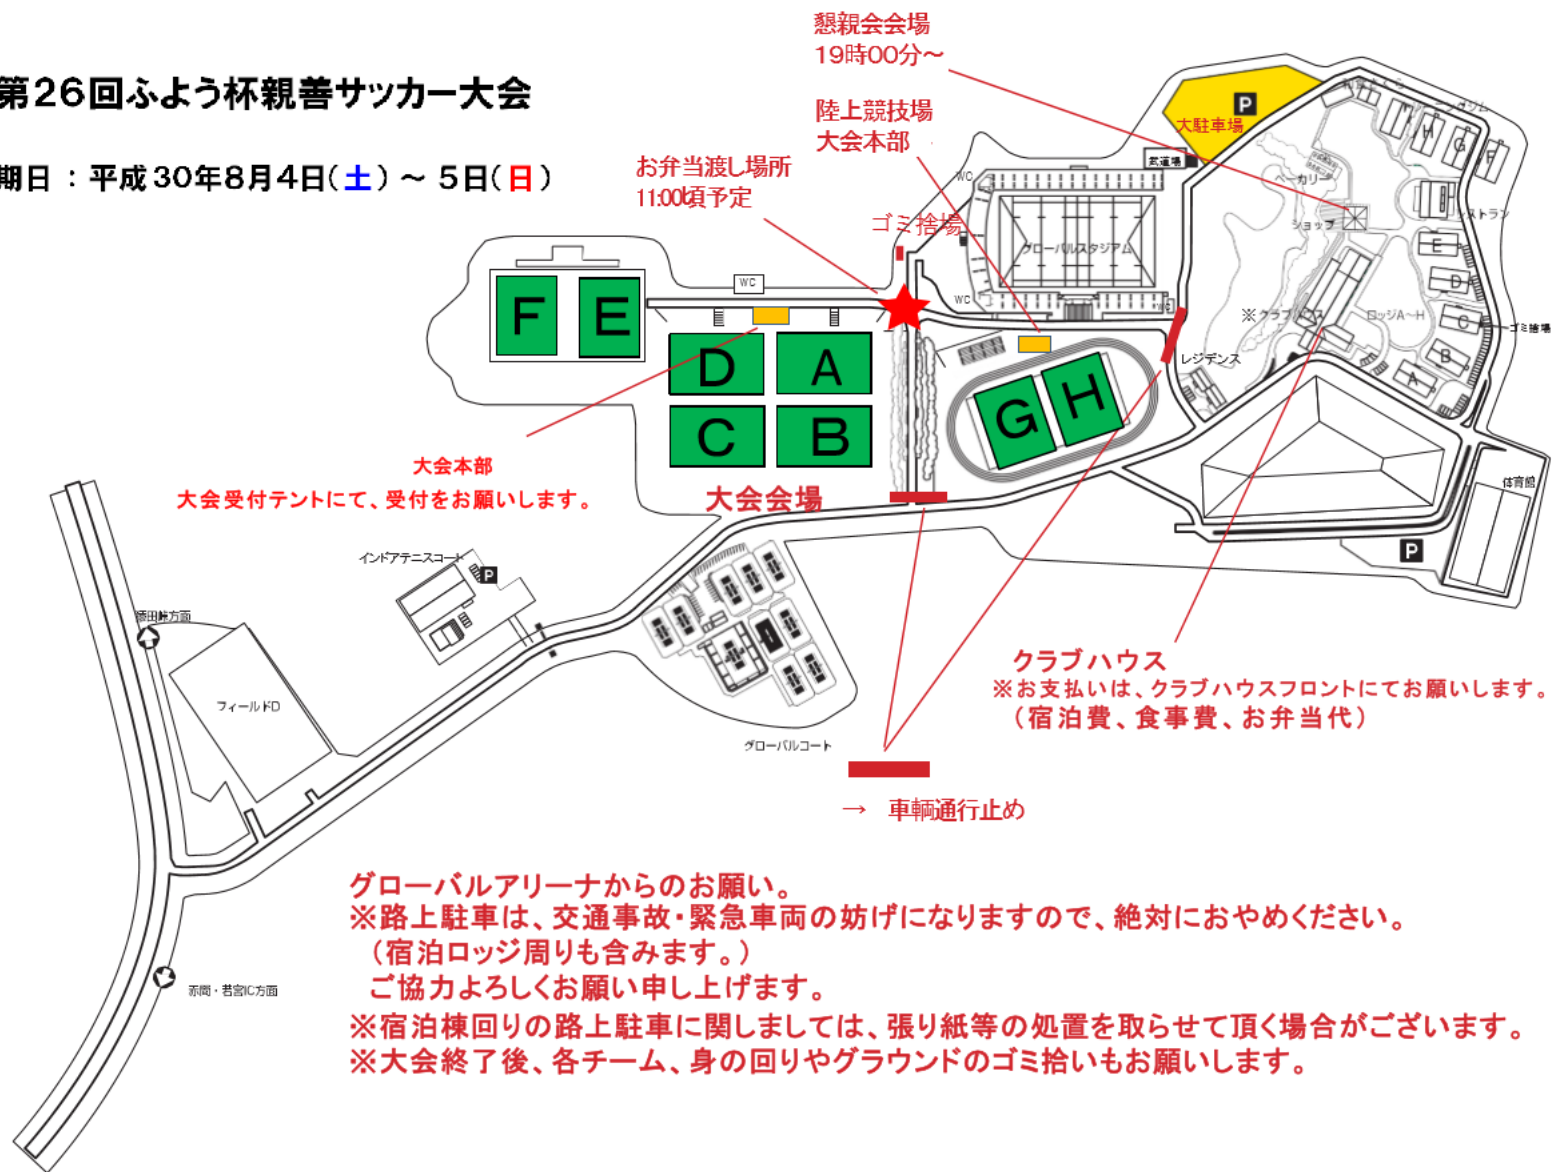 第26回ふよう杯親善サッカー大会
期日：平成30年8月4日(土)～5日(日)
懇親会会場
19時00分～
陸上競技場
大会本部
お弁当渡し場所
11:00頃予定
ゴミ捨場
大駐車場
P
武道場
WC
グローバルスタジアム
WC
WC
WC
ベーカリー
ショップ
レストラン
※クラブハウス
ロッジA～H
ゴミ捨場
レジデンス
H
G
F
E
D
C
B
A
F
E
D
A
C
B
G
H
大会本部
大会受付テントにて、受付をお願いします。
大会会場
体育館
P
インドアテニスコート
P
フィールドD
グローバルコート
クラブハウス
※お支払いは、クラブハウスフロントにてお願いします。
（宿泊費、食事費、お弁当代）
→ 車輌通行止め
赤間・若宮IC方面
グローバルアリーナからのお願い。
※路上駐車は、交通事故・緊急車両の妨げになりますので、絶対におやめください。
（宿泊ロッジ周りも含みます。）
ご協力よろしくお願い申し上げます。
※宿泊棟回りの路上駐車に関しましては、張り紙等の処置を取らせて頂く場合がございます。
※大会終了後、各チーム、身の回りやグラウンドのゴミ拾いもお願いします。